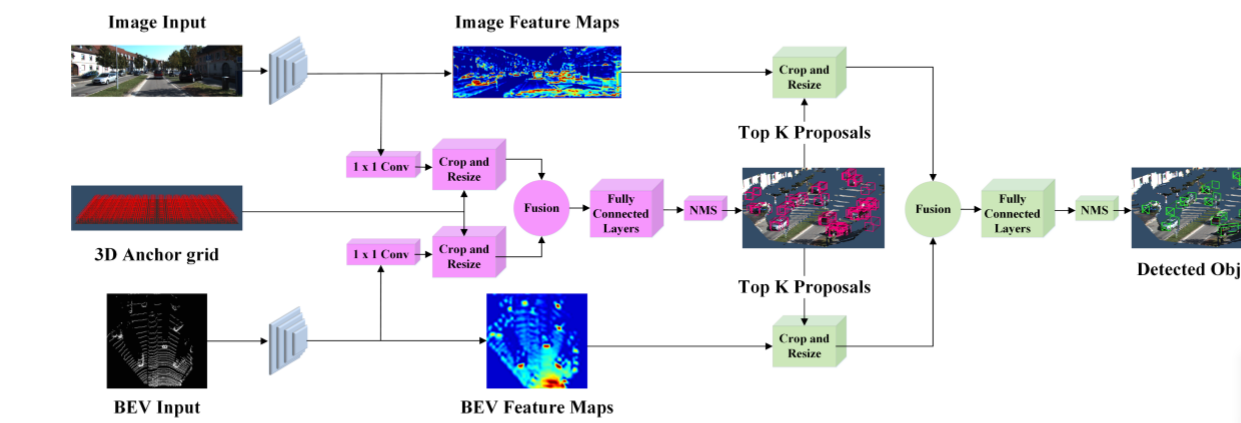 Image Input
Image Feature Maps
Crop and
Resize
Top K Proposals
1 x 1 Conv
Crop and
Resize
Fusion
Fully
Connected
Layers
NMS
Fusion
Fully
Connected
Layers
NMS
3D Anchor grid
1 x 1 Conv
Crop and
Resize
Detected Obj
Top K Proposals
Crop and
Resize
BEV Input
BEV Feature Maps